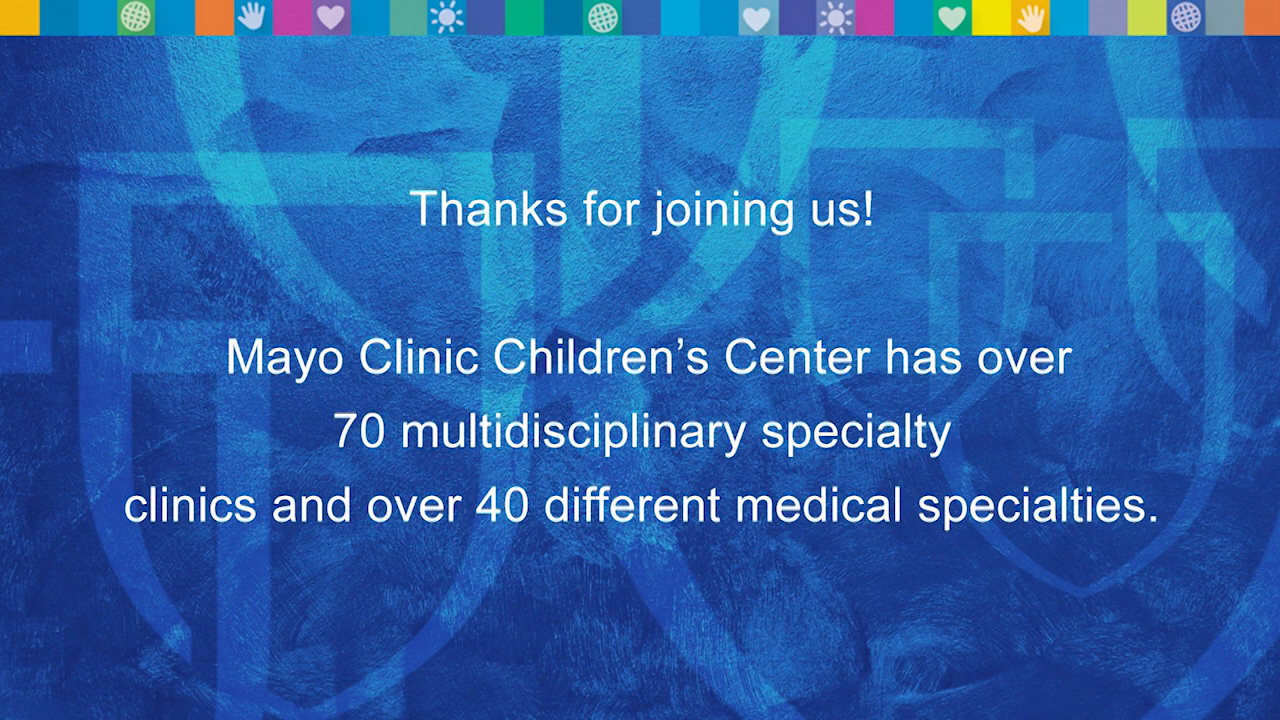 Thanks for joining us!
Mayo Clinic Children’s Center has over
70 multidisciplinary specialty
clinics and over 40 different medical specialties.